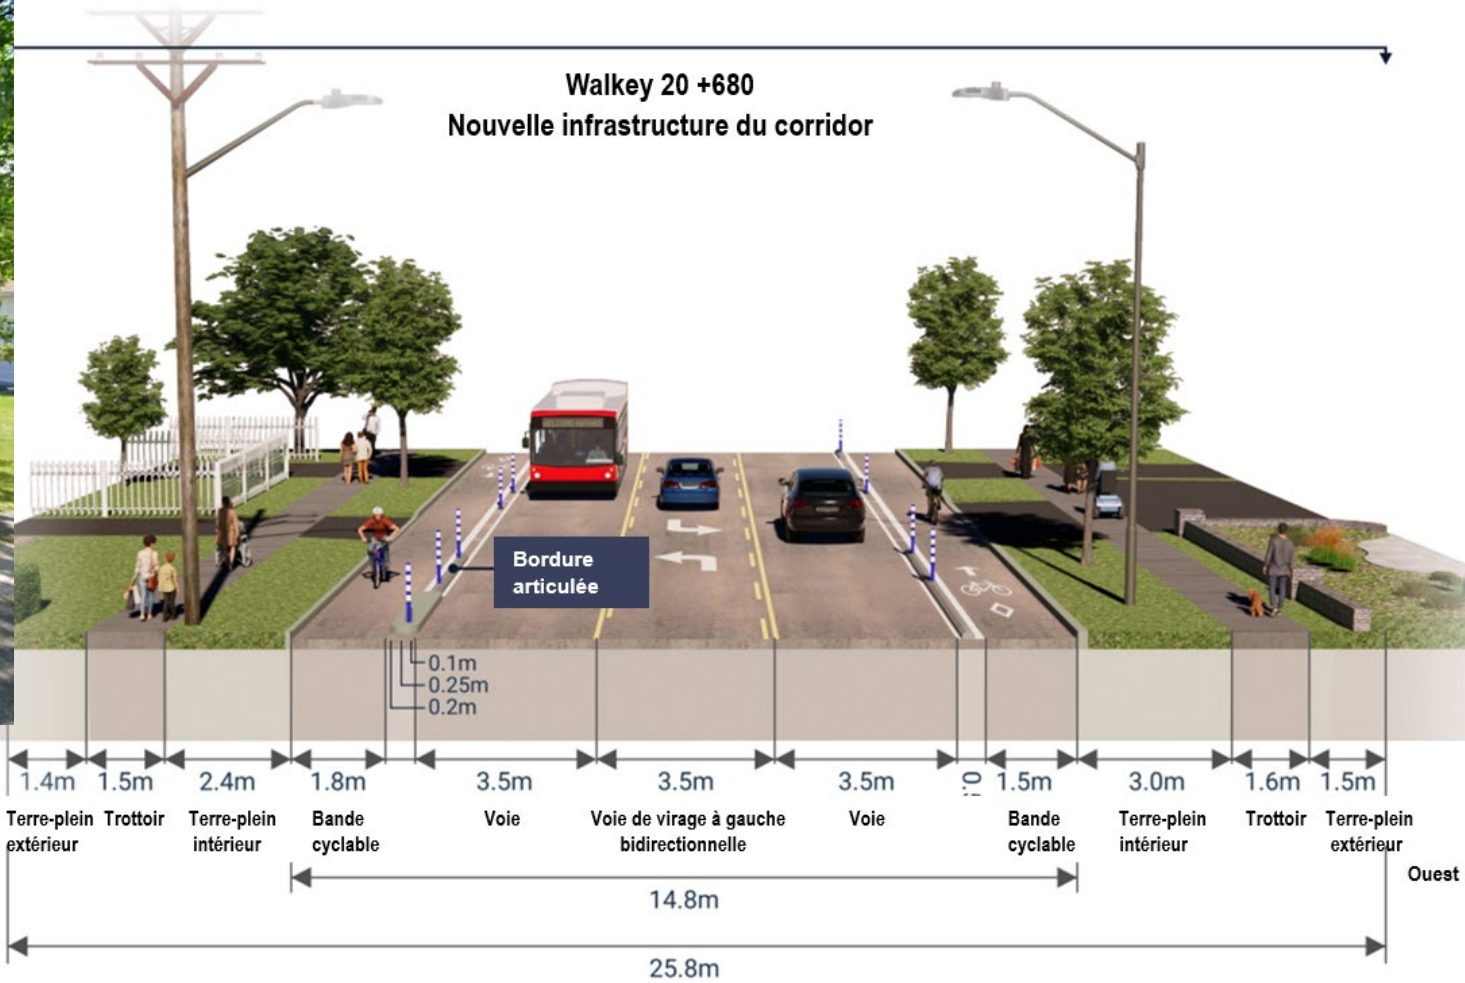 Walkey 20 +680
Nouvelle infrastructure du corridor
Bordure
articulée
0.1m
0.25m
0.2m
1.4m 1.5m 2.4m 1.8m 3.5m 3.5m 3.5m 1.5m 3.0m 1.6m 1.5m
Terre-plein Trottoir Terre-plein Bande Voie Voie de virage à gauche Voie Bande Terre-plein Trottoir Terre-plein
extérieur intérieur cyclable bidirectionnelle cyclable intérieur extérieur
Ouest
14.8m
25.8m